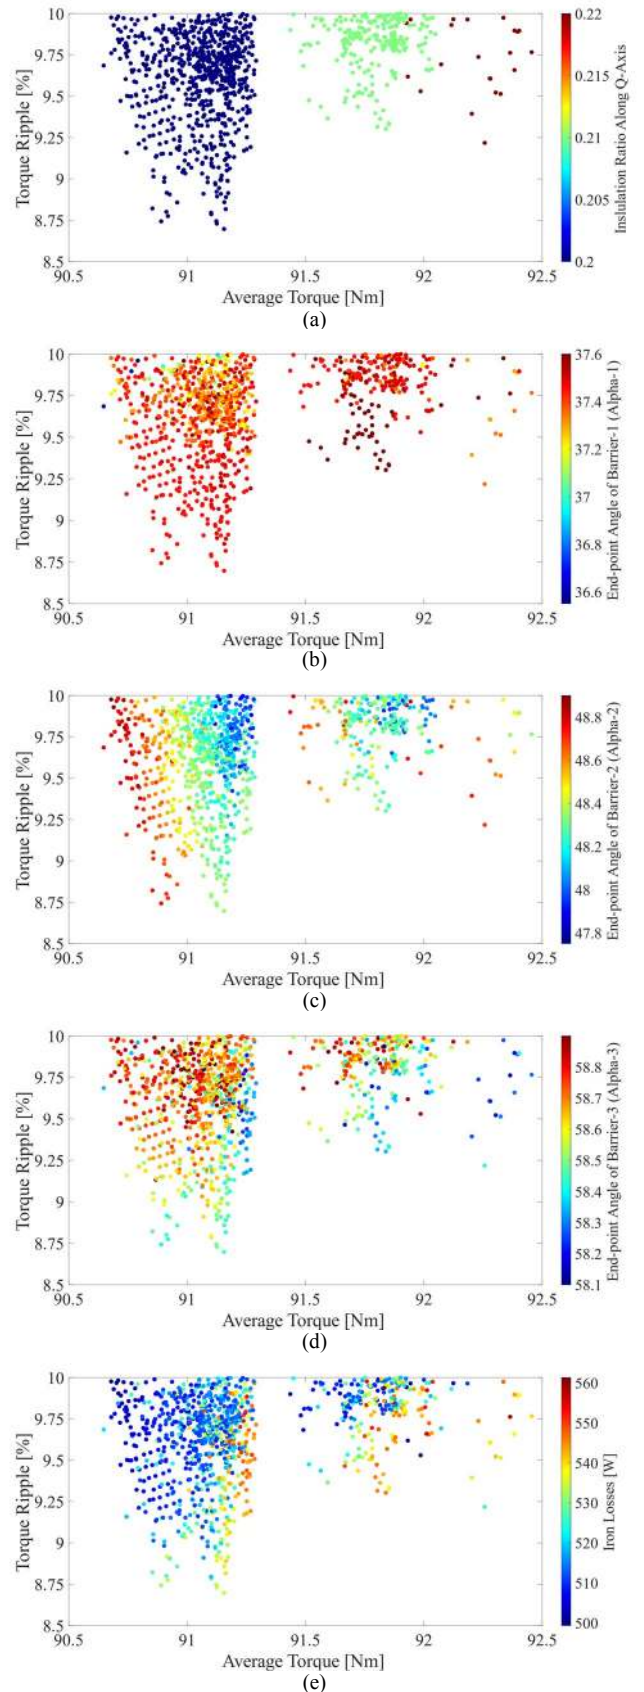 10
9.75
9.5
9.25
9
8.75
8.5
Torque Ripple [%]
90.5 91 91.5 92 92.5
Average Torque [Nm]
0.22
0.215
0.21
0.205
0.2
Inslulation Ratio Along Q-Axis
(a)
10
9.75
9.5
9.25
9
8.75
8.5
Torque Ripple [%]
90.5 91 91.5 92 92.5
Average Torque [Nm]
37.6
37.4
37.2
37
36.8
36.6
End-point Angle of Barrier-1 (Alpha-1)
(b)
10
9.75
9.5
9.25
9
8.75
8.5
Torque Ripple [%]
90.5 91 91.5 92 92.5
Average Torque [Nm]
48.8
48.6
48.4
48.2
48
47.8
End-point Angle of Barrier-2 (Alpha-2)
(c)
10
9.75
9.5
9.25
9
8.75
8.5
Torque Ripple [%]
90.5 91 91.5 92 92.5
Average Torque [Nm]
58.8
58.7
58.6
58.5
58.4
58.3
58.2
58.1
End-point Angle of Barrier-3 (Alpha-3)
(d)
10
9.75
9.5
9.25
9
8.75
8.5
Torque Ripple [%]
90.5 91 91.5 92 92.5
Average Torque [Nm]
560
550
540
530
520
510
500
Iron Losses [W]
(e)